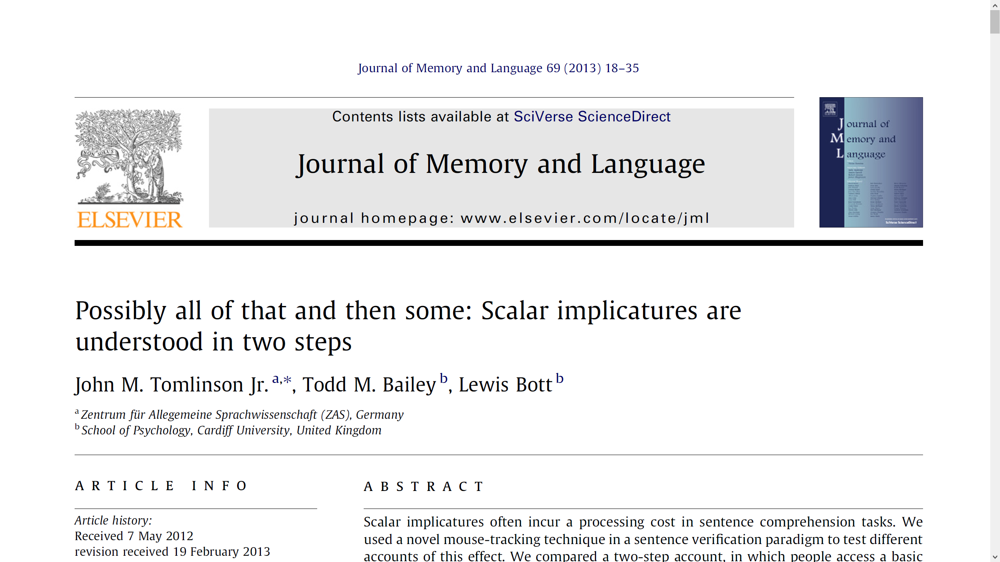 Journal of Memory and Language 69 (2013) 18–35
Contents lists available at SciVerse ScienceDirect
Journal of Memory and Language
journal homepage: www.elsevier.com/locate/jml
NON SOLUS
ELSEVIER
Journal of
Memory and
Language
SciVerse ScienceDirect
Possibly all of that and then some: Scalar implicatures are
understood in two steps
John M. Tomlinson Jr. a,*, Todd M. Bailey b, Lewis Bott b
a Zentrum für Allegemeine Sprachwissenschaft (ZAS), Germany
b School of Psychology, Cardiff University, United Kingdom
ARTICLE INFO
Article history:
Received 7 May 2012
revision received 19 February 2013
ABSTRACT
Scalar implicatures often incur a processing cost in sentence comprehension tasks. We
used a novel mouse-tracking technique in a sentence verification paradigm to test different
accounts of this effect. We compared a two-step account, in which people access a basic